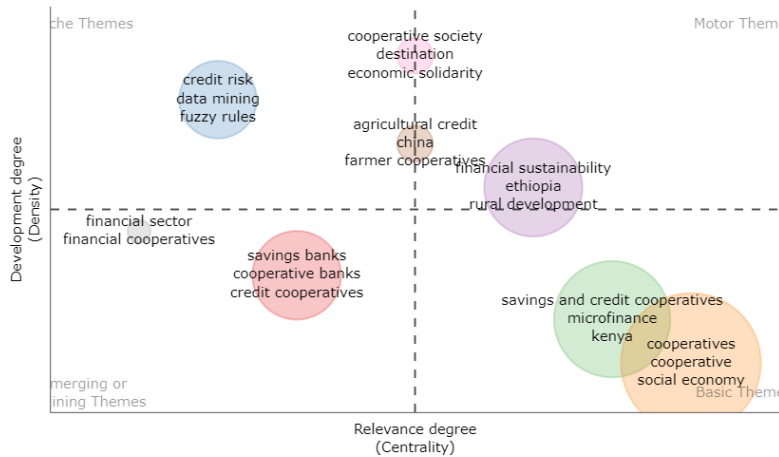 che Themes
Motor Theme
cooperative society
destination
economic solidarity
credit risk
data mining
fuzzy rules
agricultural credit
china
farmer cooperatives
financial sustainability
ethiopia
rural development
Development degree
(Density)
financial sector
financial cooperatives
savings banks
cooperative banks
credit cooperatives
savings and credit cooperatives
microfinance
kenya
cooperatives
cooperative
social economy
merging or
ining Themes
Basic Theme
Relevance degree
(Centrality)